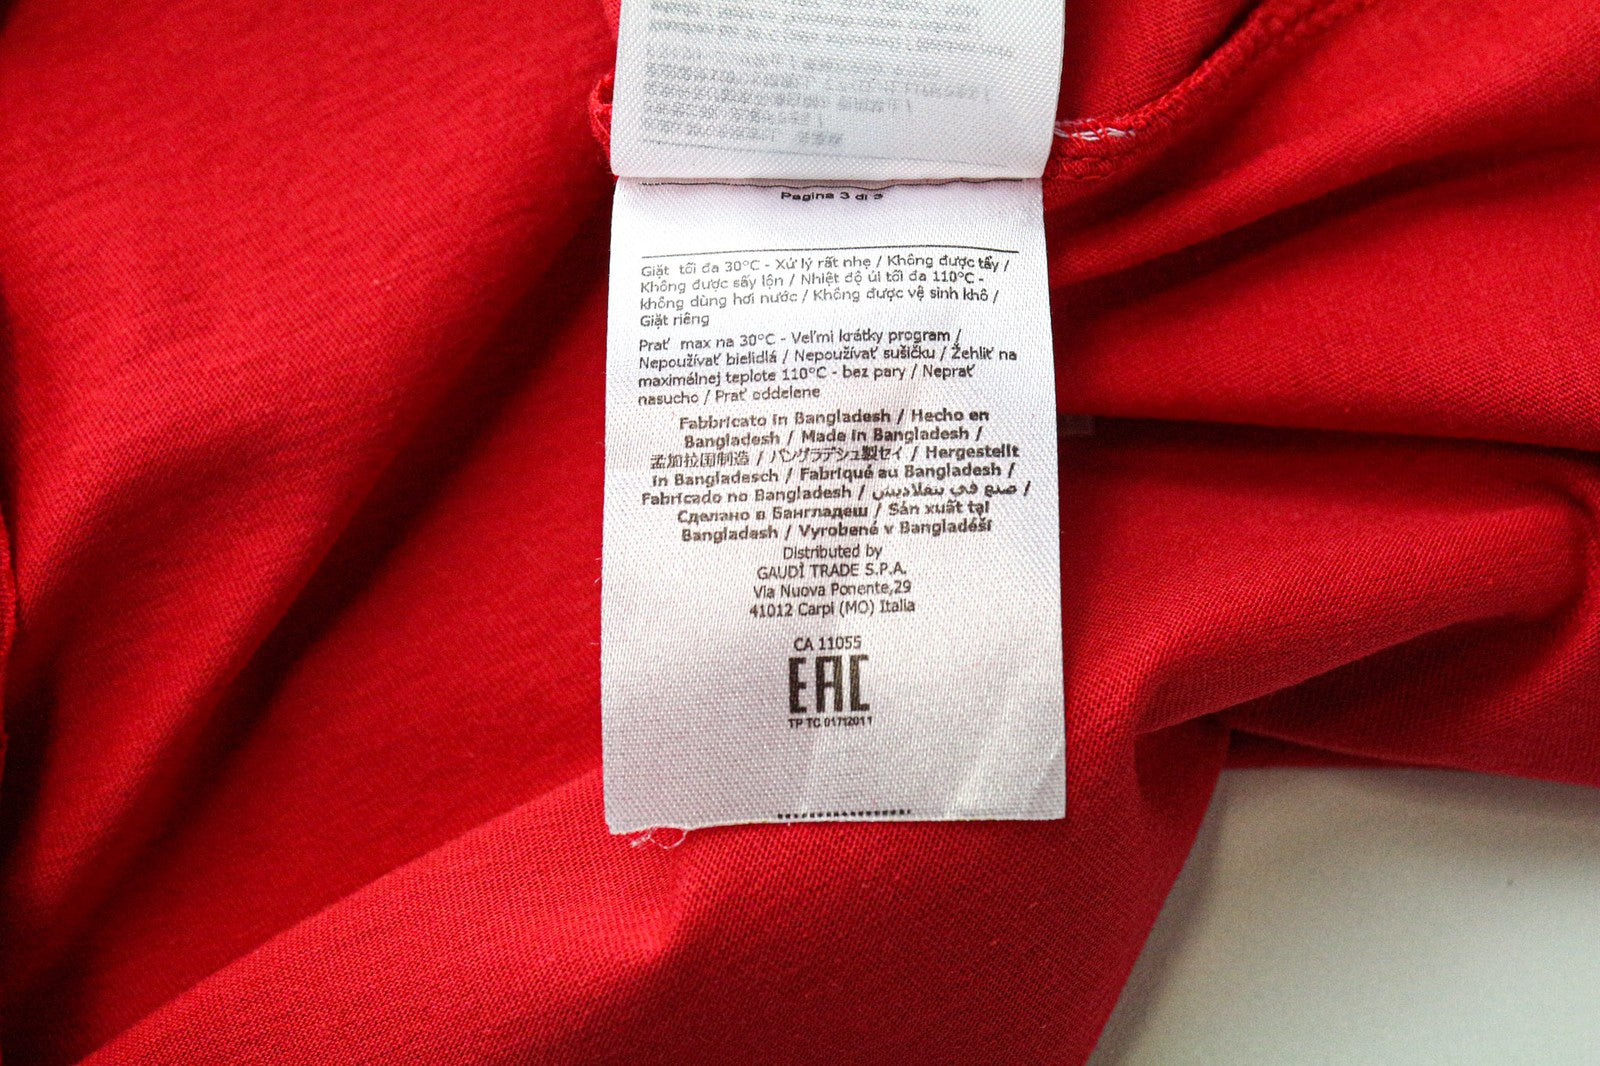 Pagina 3 di 3
Giặt tối đa 30°C - Xử lý rất nhẹ / Không được tẩy /
Không được sấy lộn / Nhiệt độ ủi tối đa 110°C -
không dùng hơi nước / Không được vệ sinh khô /
Giặt riêng
Prať max na 30°C - Veľmi krátky program /
Nepoužívať bielidlá / Nepoužívať sušičku / Žehliť na
maximálnej teplote 110°C - bez pary / Neprať
nasucho / Prať oddelene
Fabbricato in Bangladesh / Hecho en
Bangladesh / Made in Bangladesh /
孟加拉国制造 / バングラデシュ製セイ / Hergestellt
in Bangladesch / Fabriqué au Bangladesh /
Fabricado no Bangladesh / صنع في بنغلاديش /
Сделано в Бангладеш / Sản xuất tại
Bangladesh / Vyrobené v Bangladéši
Distributed by
GAUDÌ TRADE S.P.A.
Via Nuova Ponente,29
41012 Carpi (MO) Italia
CA 11055
EAC
TP TC 01712011